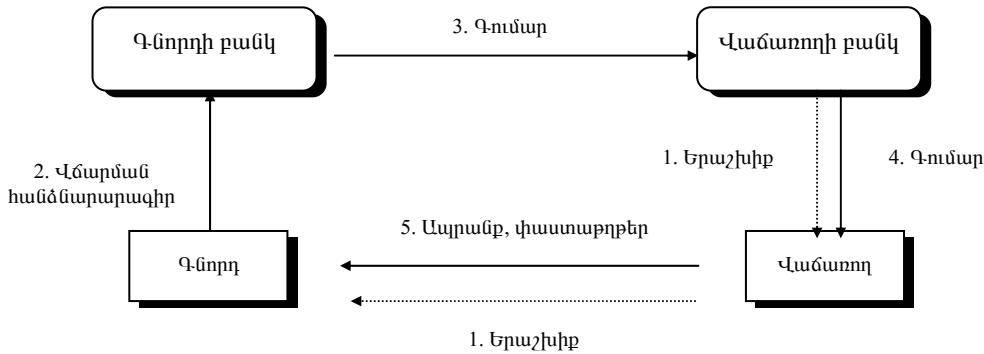 Գնորդի բանկ
3. Գումար
Վաճառողի բանկ
2. Վճարման
հանձնարարագիր
1. Երաշխիք
4. Գումար
Գնորդ
5. Ապրանք, փաստաթղթեր
Վաճառող
1. Երաշխիք